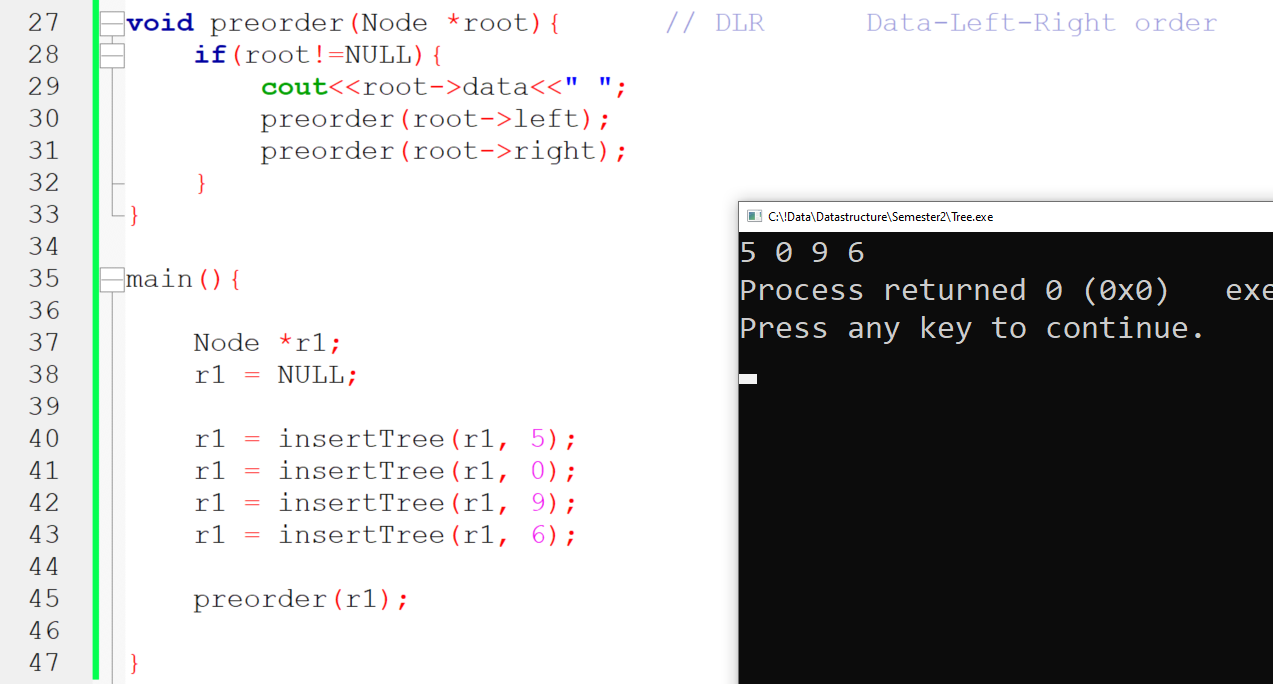 27 void preorder(Node *root){ // DLR Data-Left-Right order
28 if(root!=NULL){
29 cout<<root->data<<" ";
30 preorder(root->left);
31 preorder(root->right);
32 }
33 }
34
35 main(){
36
37 Node *r1;
38 r1 = NULL;
39
40 r1 = insertTree(r1, 5);
41 r1 = insertTree(r1, 0);
42 r1 = insertTree(r1, 9);
43 r1 = insertTree(r1, 6);
44
45 preorder(r1);
46
47 }
C:\!Data\Datastructure\Semester2\Tree.exe
5 0 9 6
Process returned 0 (0x0) exe
Press any key to continue.